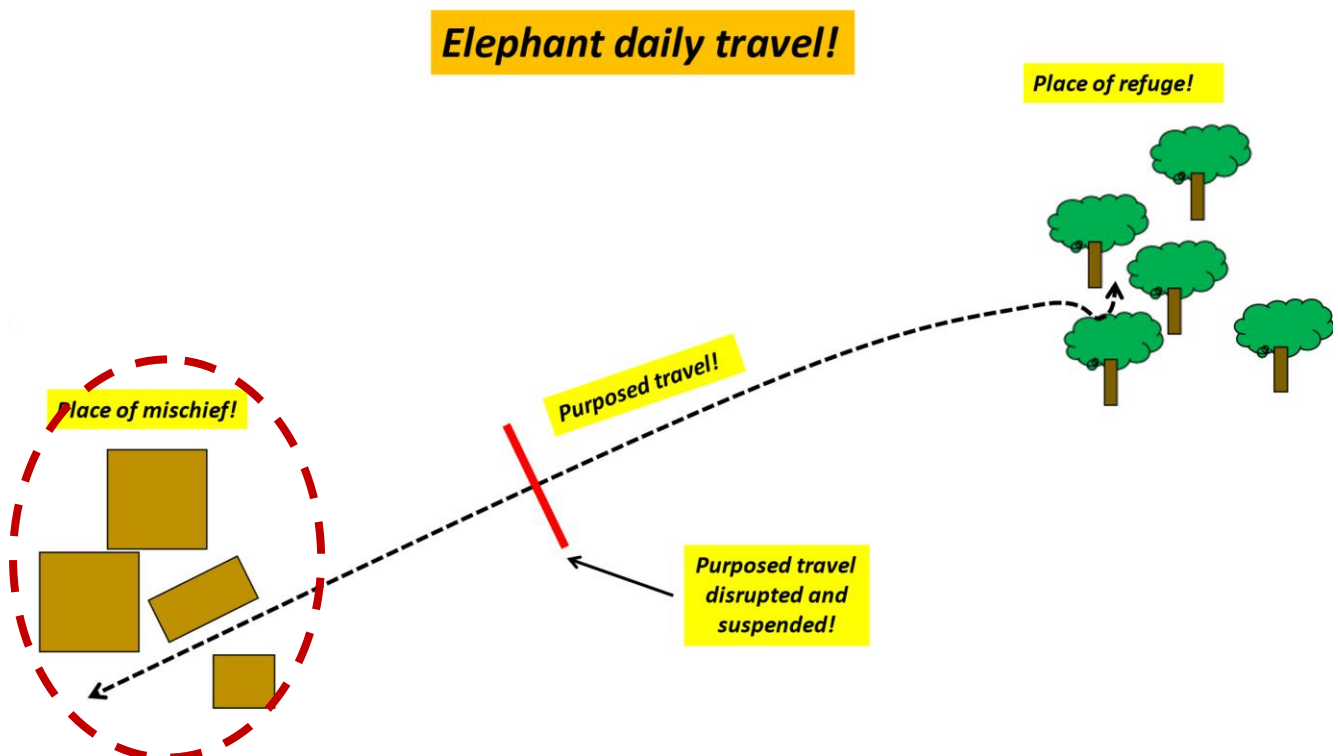 Elephant daily travel!
Place of refuge!
Purposed travel!
Place of mischief!
Purposed travel
disrupted and
suspended!